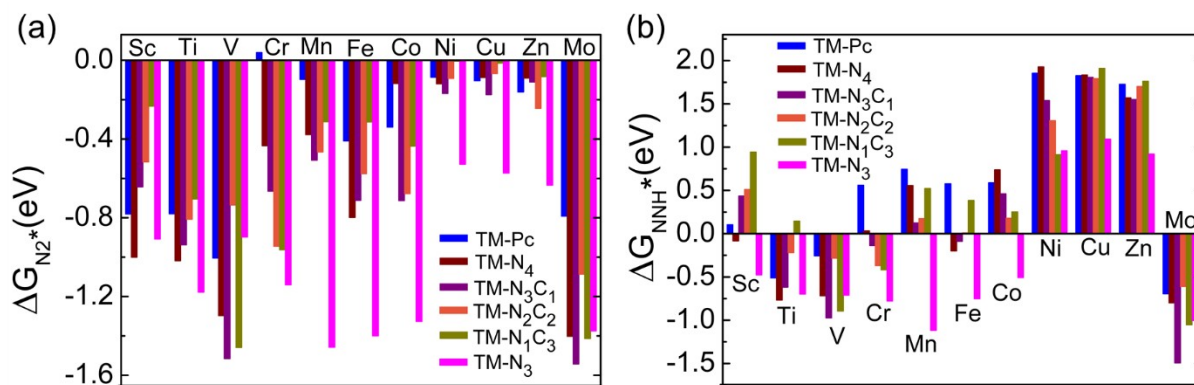 (a)
Sc Ti V Cr Mn Fe Co Ni Cu Zn Mo
0.0
-0.4
-0.8
-1.2
-1.6
ΔG_N2*(eV)
TM-Pc
TM-N₄
TM-N₃C₁
TM-N₂C₂
TM-N₁C₃
TM-N₃
(b)
2.0
1.5
1.0
0.5
0.0
-0.5
-1.0
-1.5
ΔG_NNH*(eV)
TM-Pc
TM-N₄
TM-N₃C₁
TM-N₂C₂
TM-N₁C₃
TM-N₃
Sc Ti V Cr Mn Fe Co Ni Cu Zn Mo